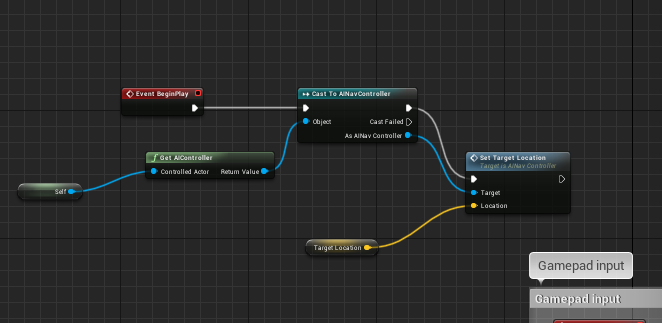 Event BeginPlay
Cast To AINavController
Object
Cast Failed
As AINav Controller
Get AIController
Controlled Actor
Return Value
Self
Set Target Location
Target is AINav Controller
Target
Location
Target Location
Gamepad input
Gamepad input